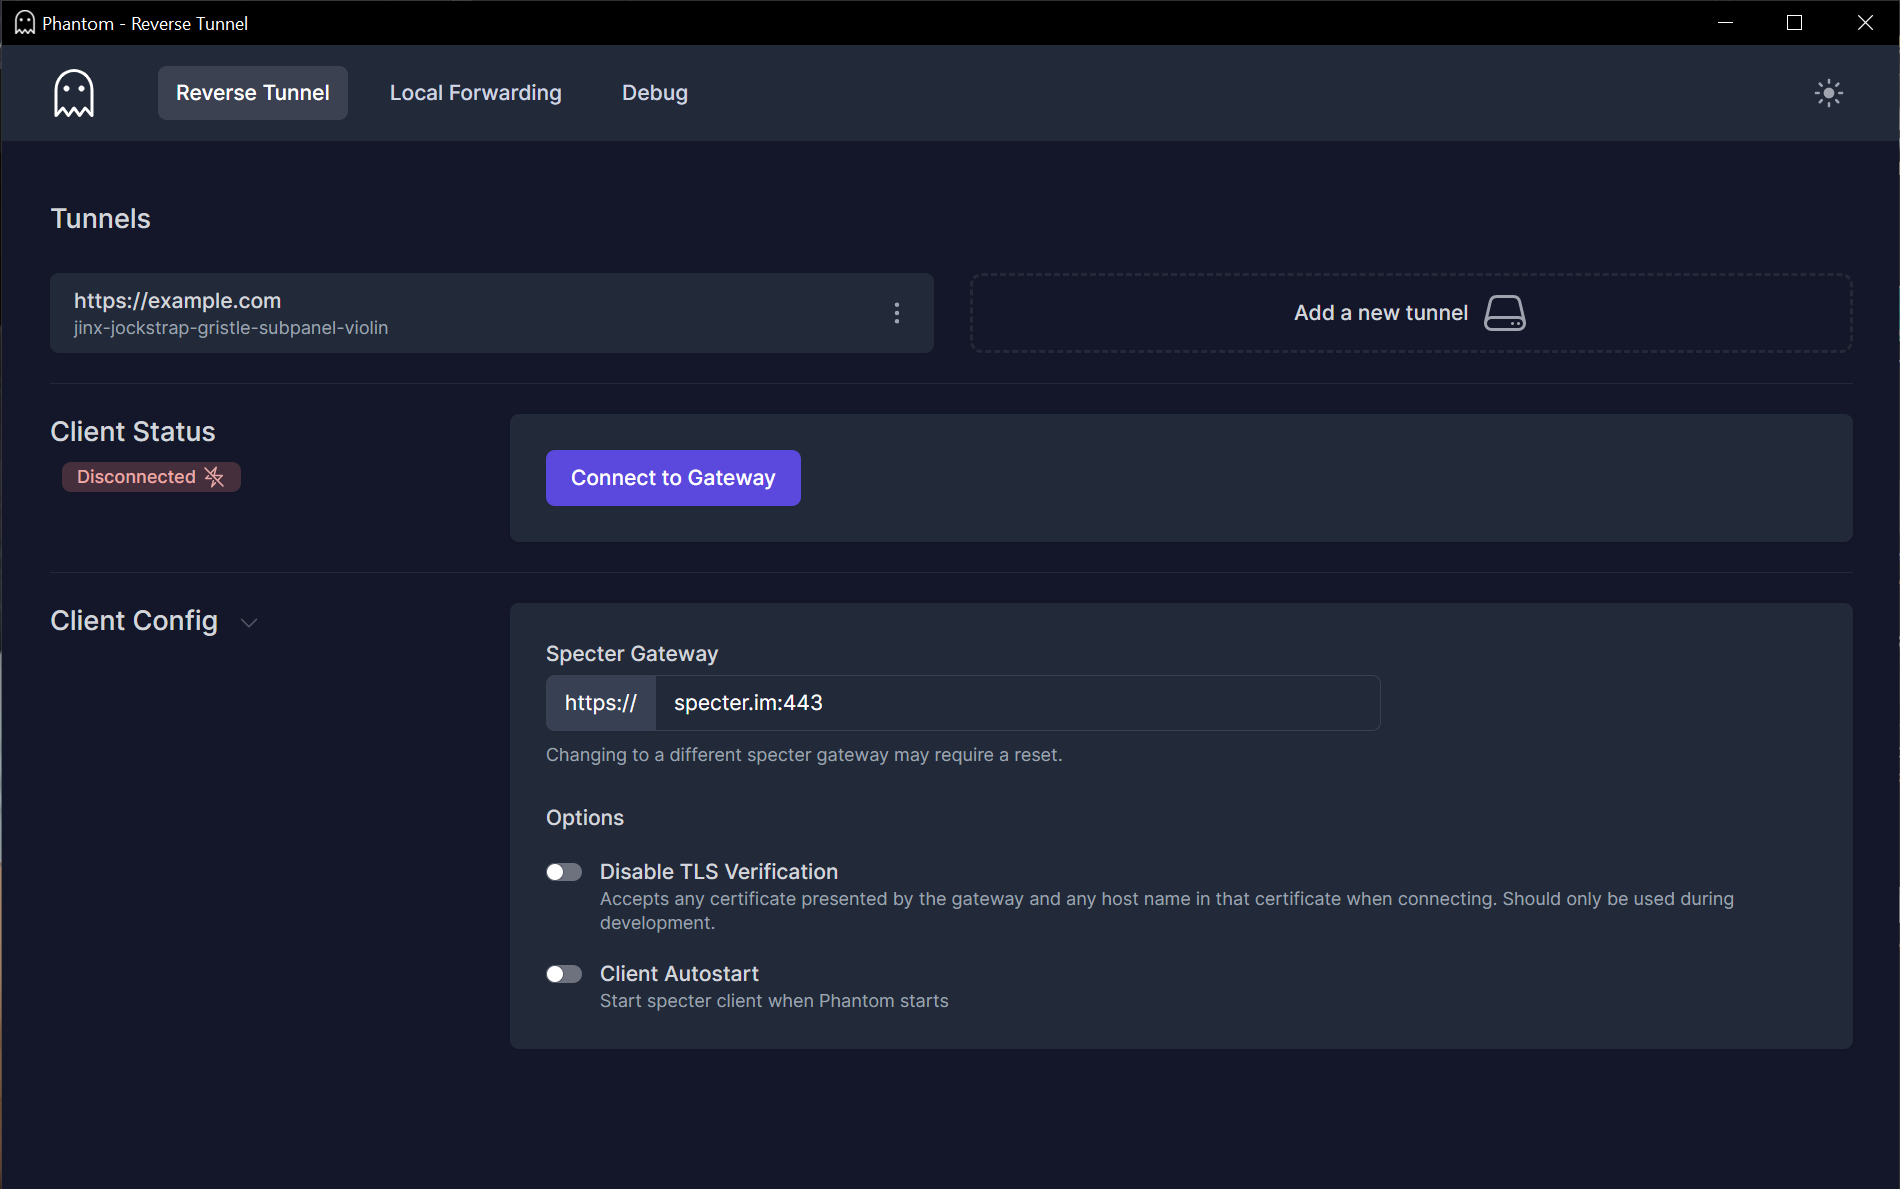 Phantom - Reverse Tunnel
Reverse Tunnel
Local Forwarding
Debug
Tunnels
https://example.com
jinx-jockstrap-gristle-subpanel-violin
Add a new tunnel
Client Status
Disconnected
Connect to Gateway
Client Config
Specter Gateway
https://
specter.im:443
Changing to a different specter gateway may require a reset.
Options
Disable TLS Verification
Accepts any certificate presented by the gateway and any host name in that certificate when connecting. Should only be used during
development.
Client Autostart
Start specter client when Phantom starts